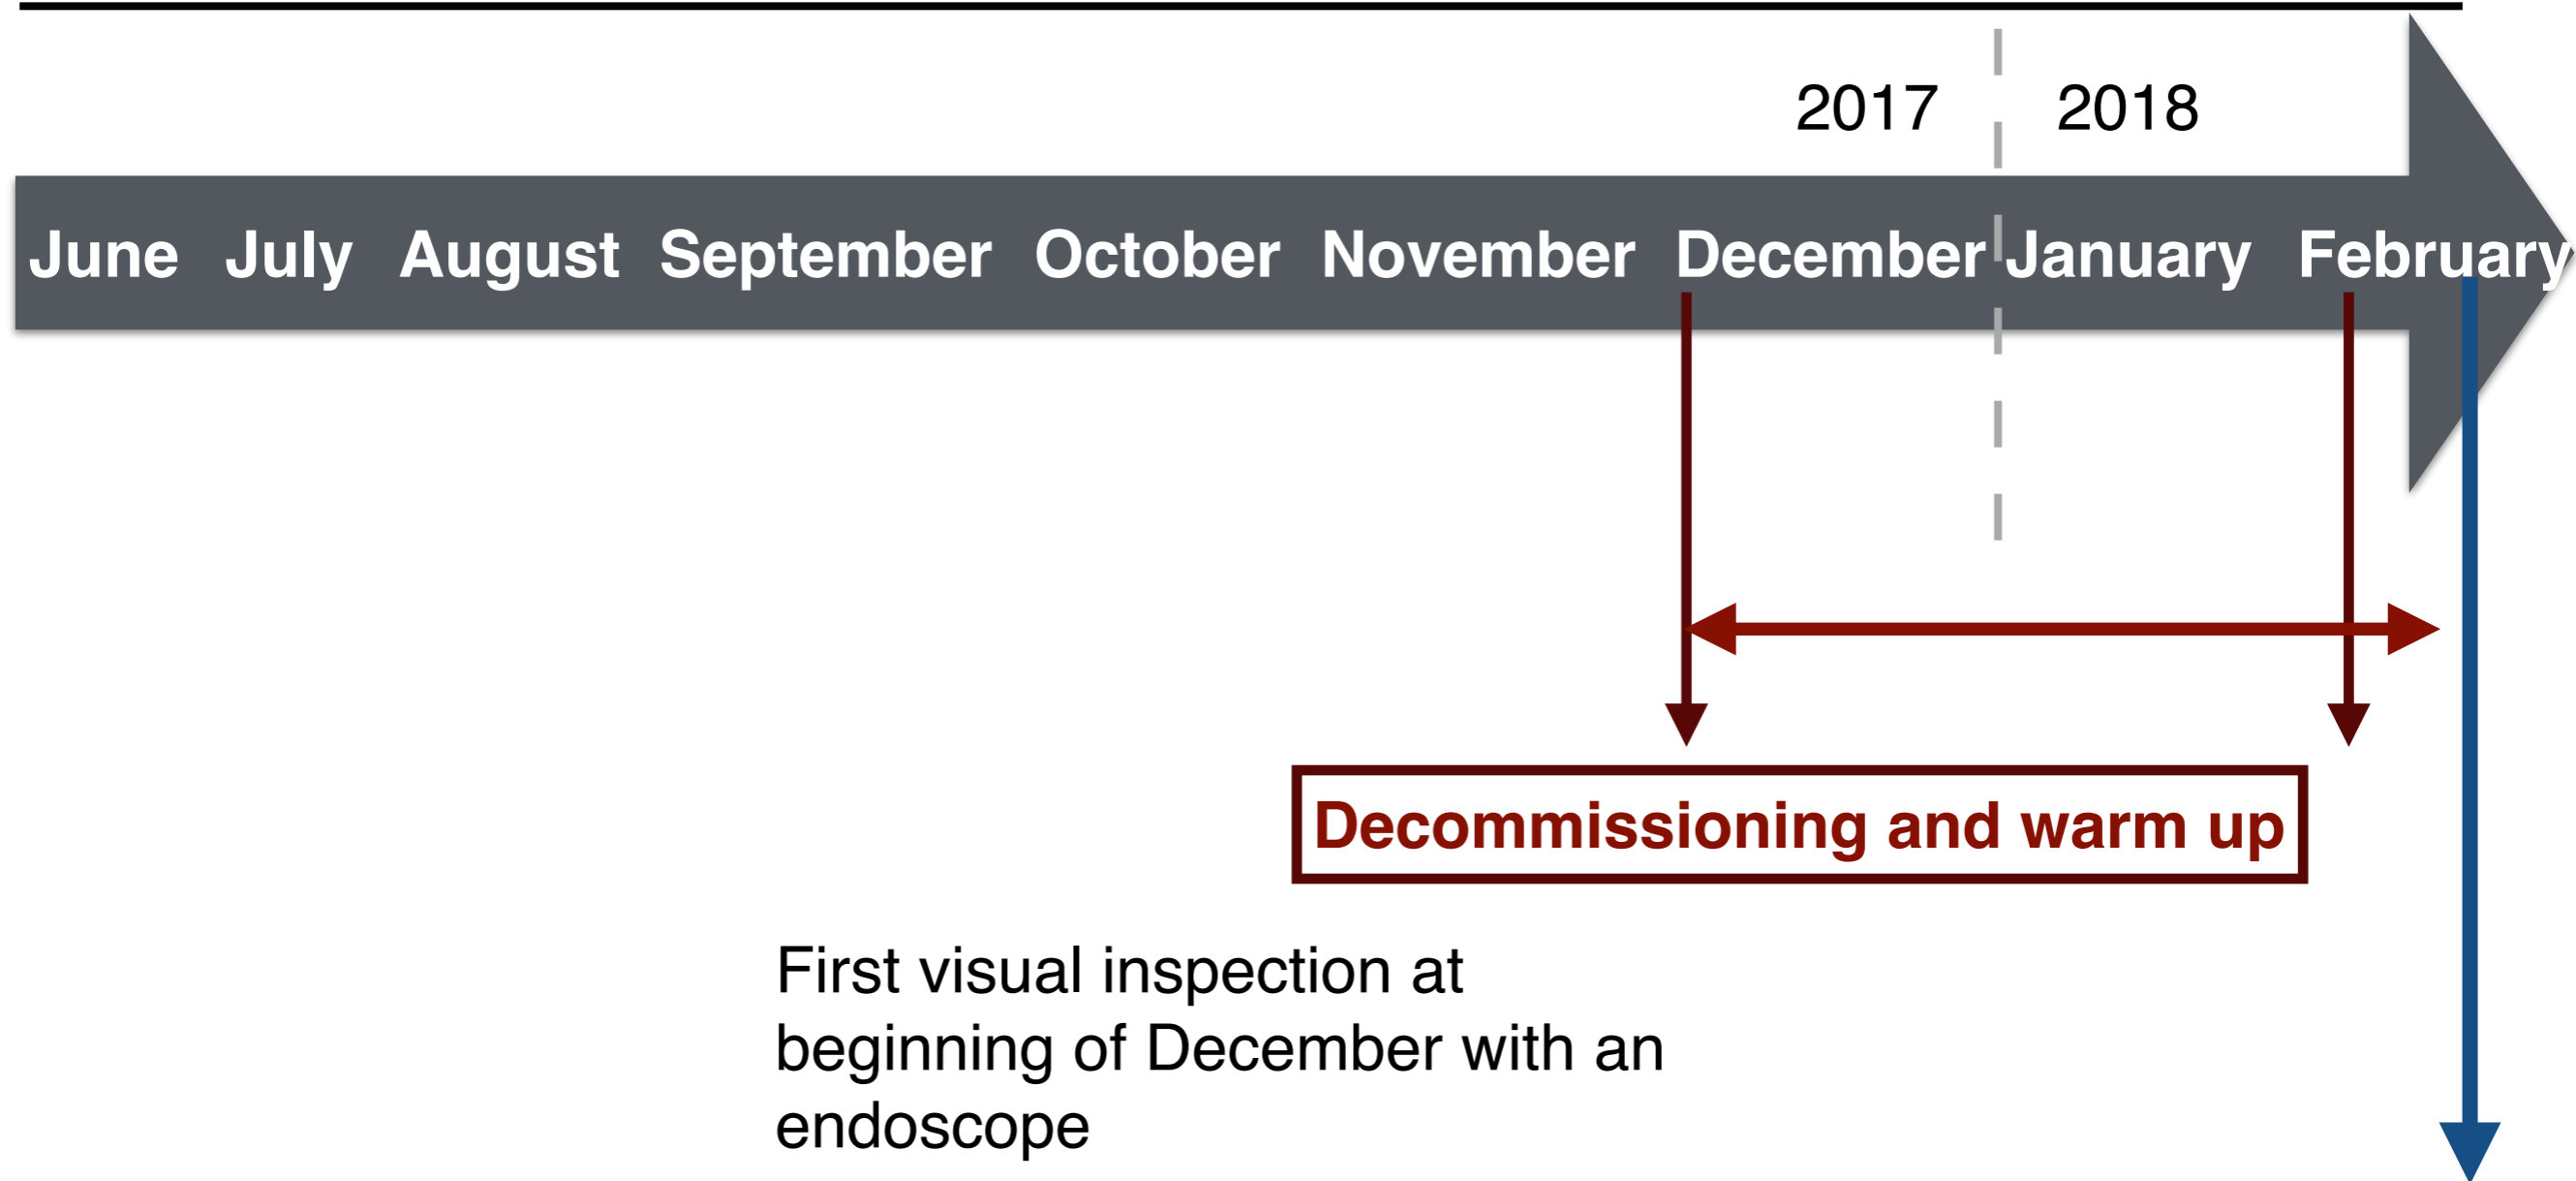 2017 2018
June July August September October November December January February
Decommissioning and warm up
First visual inspection at
beginning of December with an
endoscope